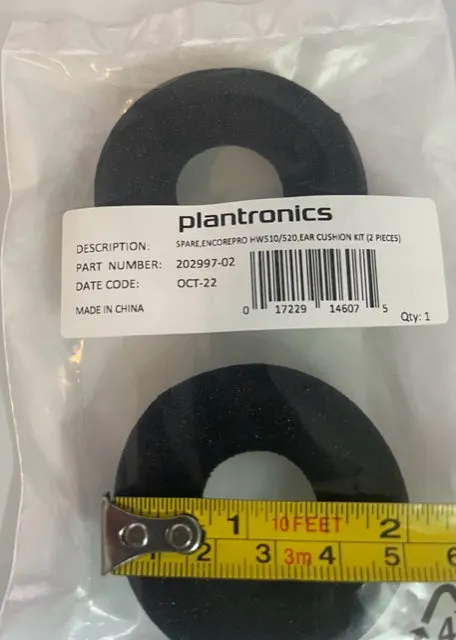 plantronics
DESCRIPTION: SPARE,ENCOREPRO HW510/520,EAR CUSHION KIT (2 PIECES)
PART NUMBER: 202997-02
DATE CODE: OCT-22
MADE IN CHINA
0 17229 14607 5
Qty: 1
1 10 FEET 2
1 2 3 3m 4 5 6
4